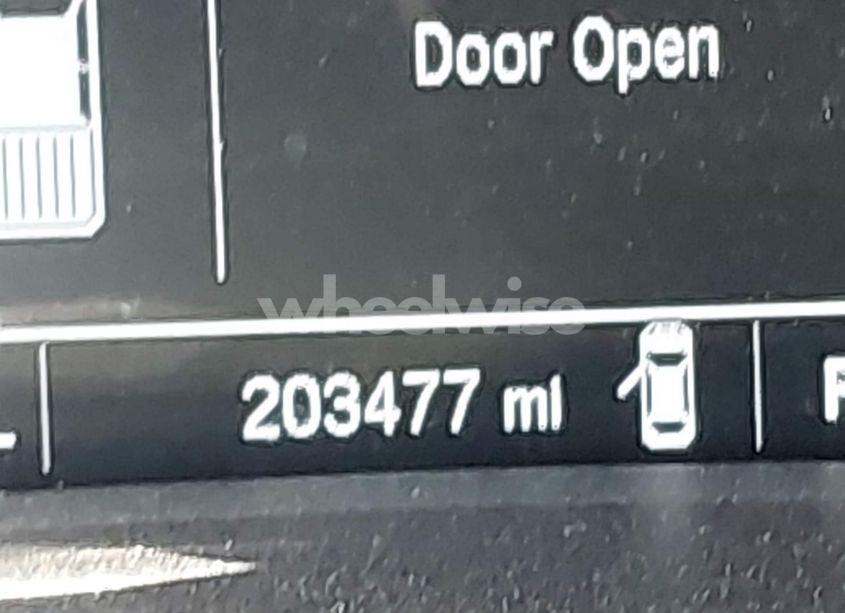 Door Open
wheelwise
203477 mi